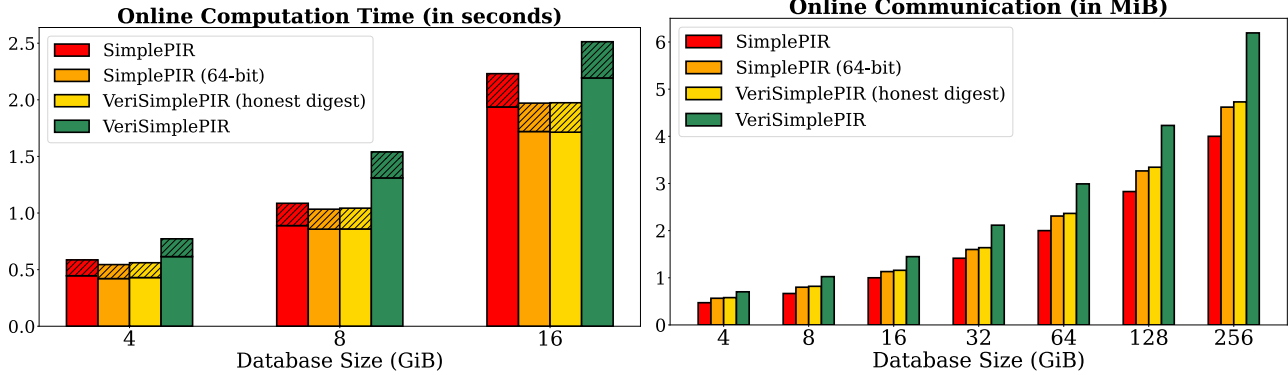 Online Computation Time (in seconds)
2.5
2.0
1.5
1.0
0.5
0.0
SimplePIR
SimplePIR (64-bit)
VeriSimplePIR (honest digest)
VeriSimplePIR
4 8 16
Database Size (GiB)
Online Communication (in MiB)
6
5
4
3
2
1
0
SimplePIR
SimplePIR (64-bit)
VeriSimplePIR (honest digest)
VeriSimplePIR
4 8 16 32 64 128 256
Database Size (GiB)